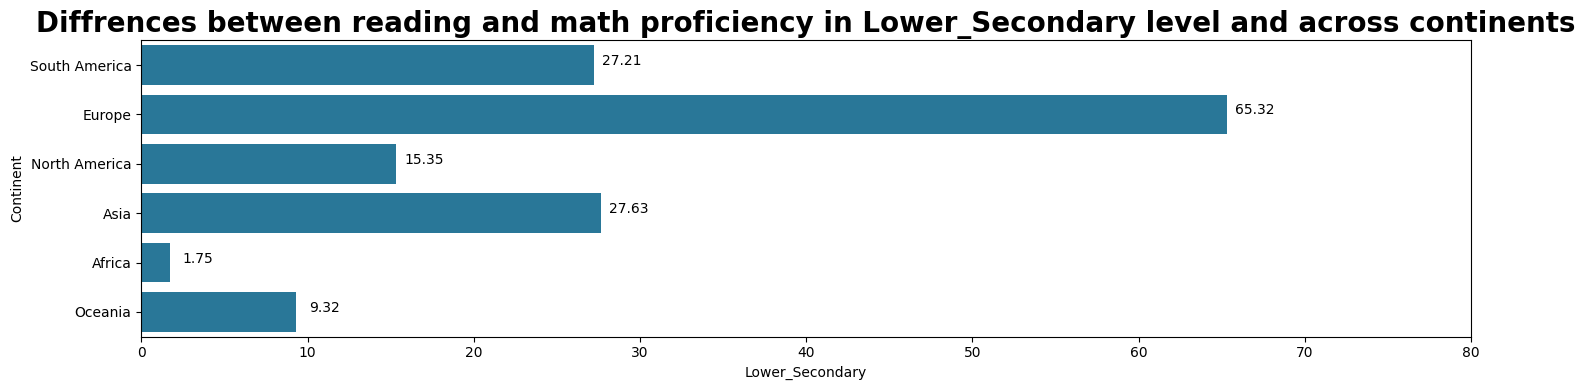 Diffrences between reading and math proficiency in Lower_Secondary level and across continents
Continent
South America
27.21
Europe
65.32
North America
15.35
Asia
27.63
Africa
1.75
Oceania
9.32
0 10 20 30 40 50 60 70 80
Lower_Secondary